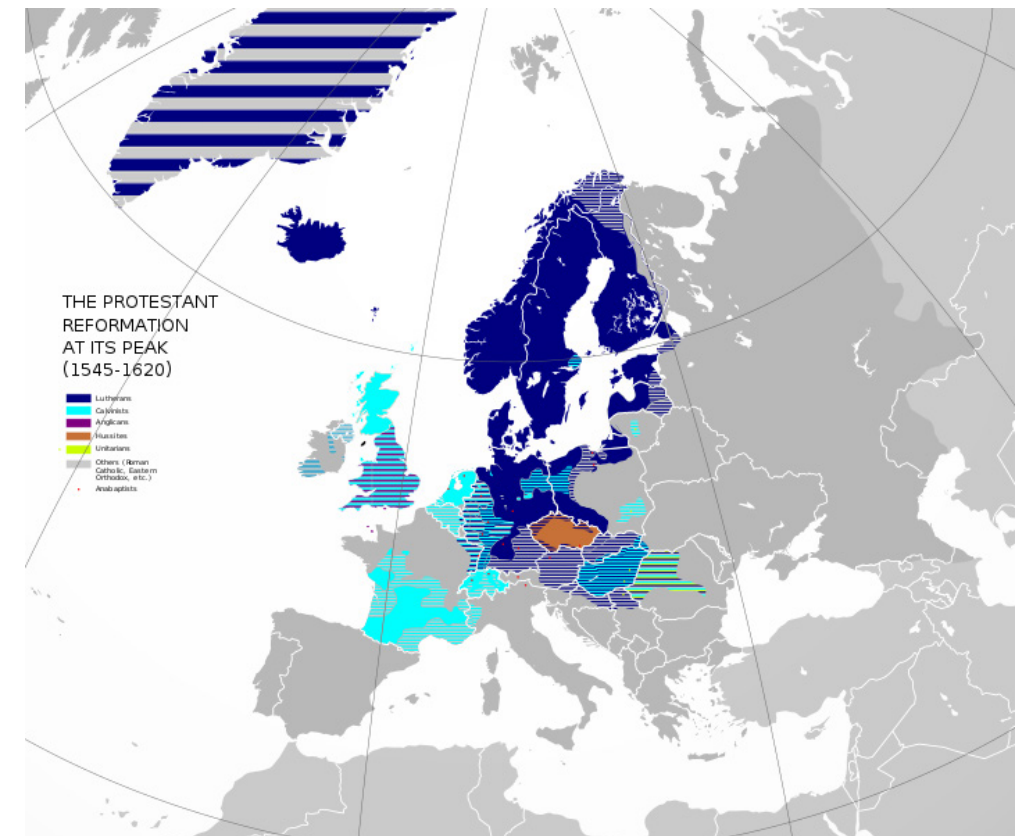 THE PROTESTANT
REFORMATION
AT ITS PEAK
(1545-1620)
Lutherans
Calvinists
Anglicans
Hussites
Unitarians
Others (Roman
Catholic, Eastern
Orthodox, etc.)
Anabaptists